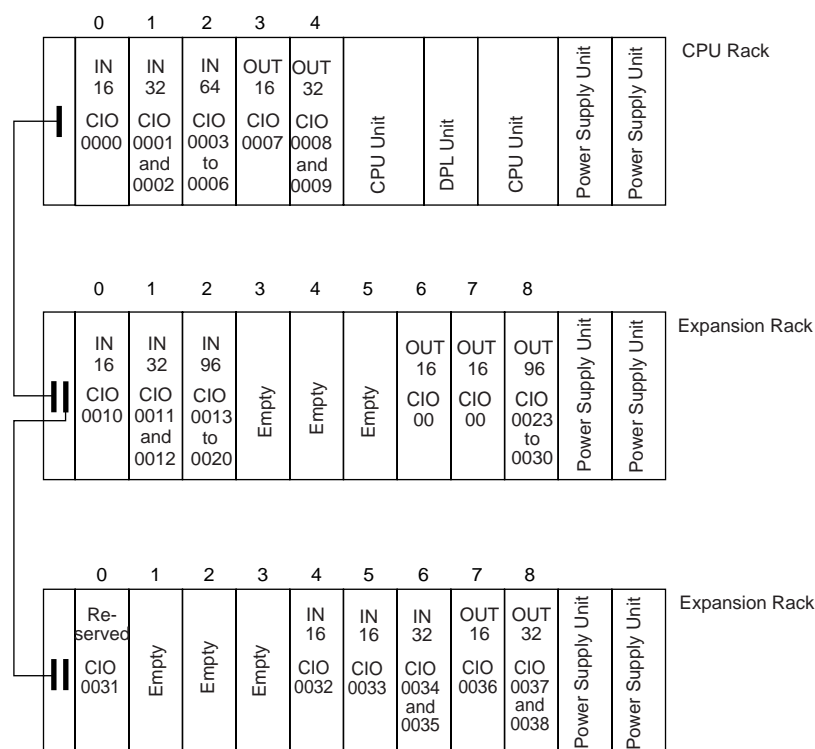 0 1 2 3 4
CPU Rack
IN
16
CIO
0000
IN
32
CIO
0001
and
0002
IN
64
CIO
0003
to
0006
OUT
16
CIO
0007
OUT
32
CIO
0008
and
0009
CPU Unit
DPL Unit
CPU Unit
Power Supply Unit
Power Supply Unit
0 1 2 3 4 5 6 7 8
Expansion Rack
IN
16
CIO
0010
IN
32
CIO
0011
and
0012
IN
96
CIO
0013
to
0020
Empty
Empty
Empty
OUT
16
CIO
00
OUT
16
CIO
00
OUT
96
CIO
0023
to
0030
Power Supply Unit
Power Supply Unit
0 1 2 3 4 5 6 7 8
Expansion Rack
Re-
served
CIO
0031
Empty
Empty
Empty
IN
16
CIO
0032
IN
16
CIO
0033
IN
32
CIO
0034
and
0035
OUT
16
CIO
0036
OUT
32
CIO
0037
and
0038
Power Supply Unit
Power Supply Unit